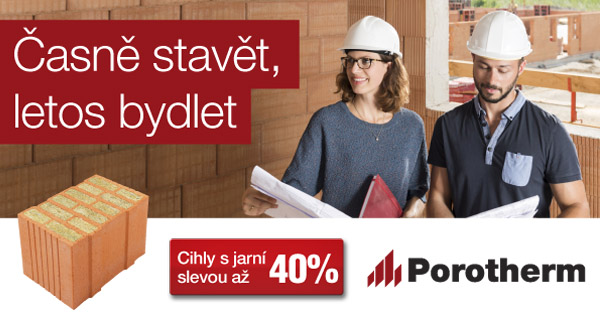 Časně stavět,
letos bydlet
Cihly s jarní
slevou až 40%
Porotherm